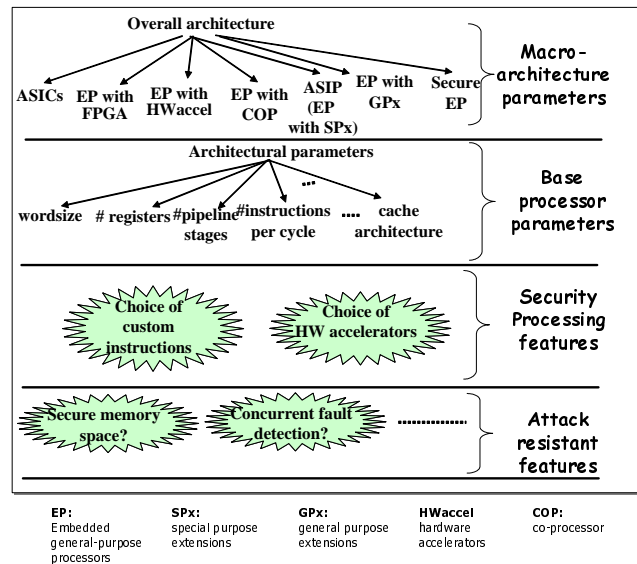 Overall architecture
ASICs
EP with
FPGA
EP with
HWaccel
EP with
COP
ASIP
(EP
with SPx)
EP with
GPx
Secure
EP
Macro-
architecture
parameters
Architectural parameters
...
wordsize
# registers
#pipeline
stages
#instructions
per cycle
....
cache
architecture
Base
processor
parameters
Choice of
custom
instructions
Choice of
HW accelerators
Security
Processing
features
Secure memory
space?
Concurrent fault
detection?
Attack
resistant
features
EP:
Embedded
general-purpose
processors
SPx:
special purpose
extensions
GPx:
general purpose
extensions
HWaccel
hardware
accelerators
COP:
co-processor